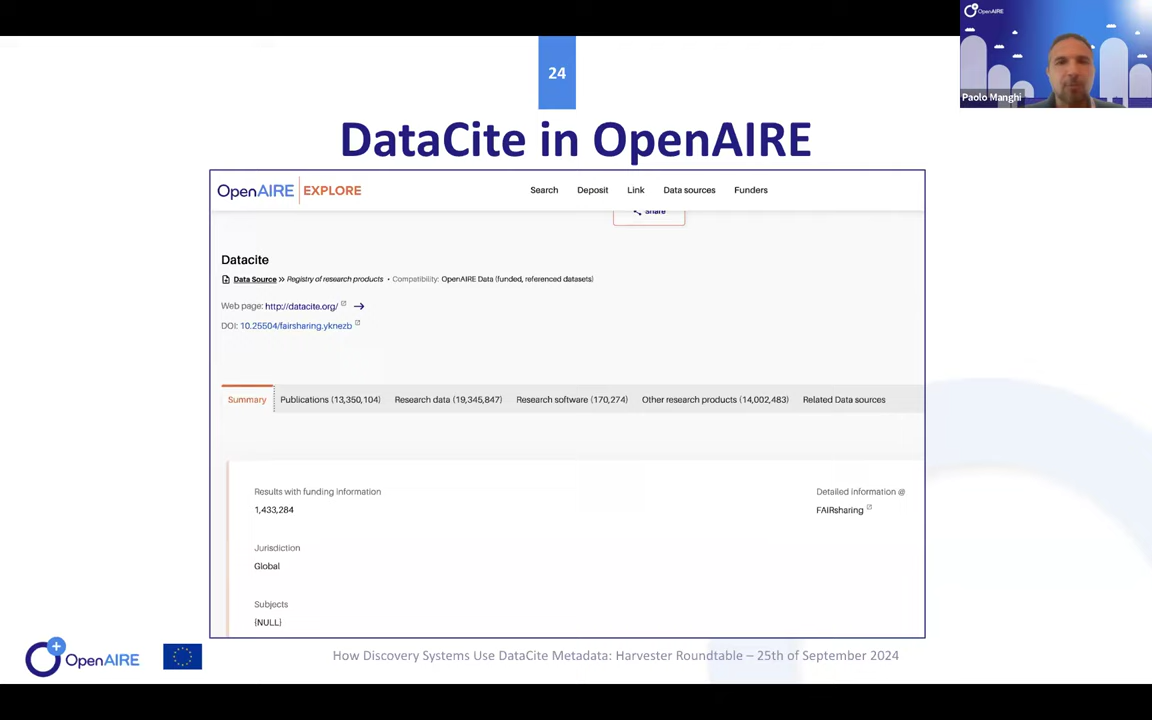 OpenAIRE
Paolo Manghi
24
DataCite in OpenAIRE
OpenAIRE EXPLORE
Search Deposit Link Data sources Funders
Share
Datacite
Data Source >> Registry of research products • Compatibility: OpenAIRE Data (funded, referenced datasets)
Web page: http://datacite.org/
DOI: 10.25504/fairsharing.yknezb
Summary Publications (13,350,104) Research data (19,345,847) Research software (170,274) Other research products (14,002,483) Related Data sources
Results with funding information
1,433,284
Detailed Information @
FAIRsharing
Jurisdiction
Global
Subjects
{NULL}
OpenAIRE
How Discovery Systems Use DataCite Metadata: Harvester Roundtable – 25th of September 2024